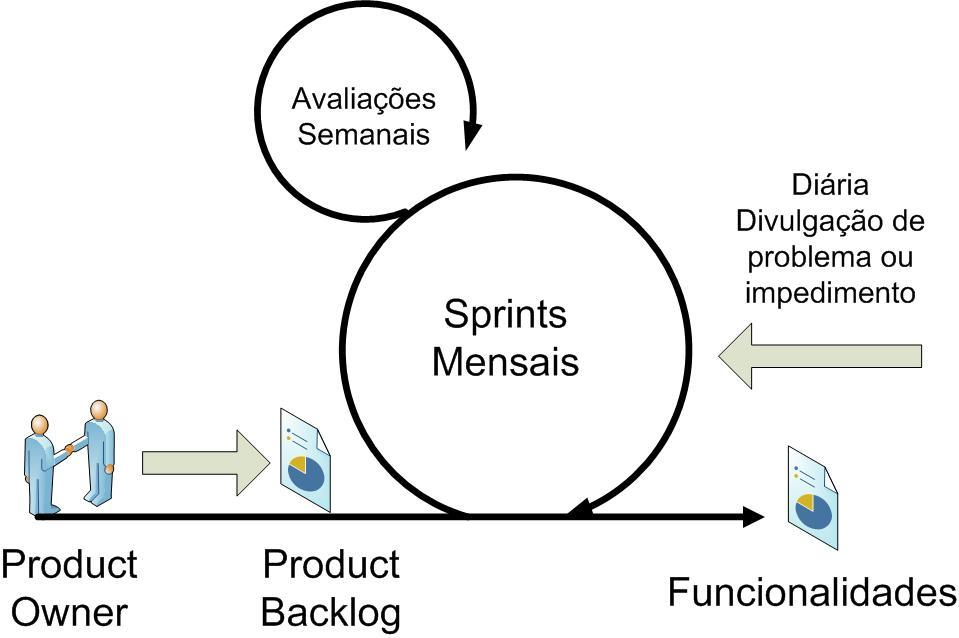 Avaliações
Semanais
Diária
Divulgação de
problema ou
impedimento
Sprints
Mensais
Product
Owner
Product
Backlog
Funcionalidades